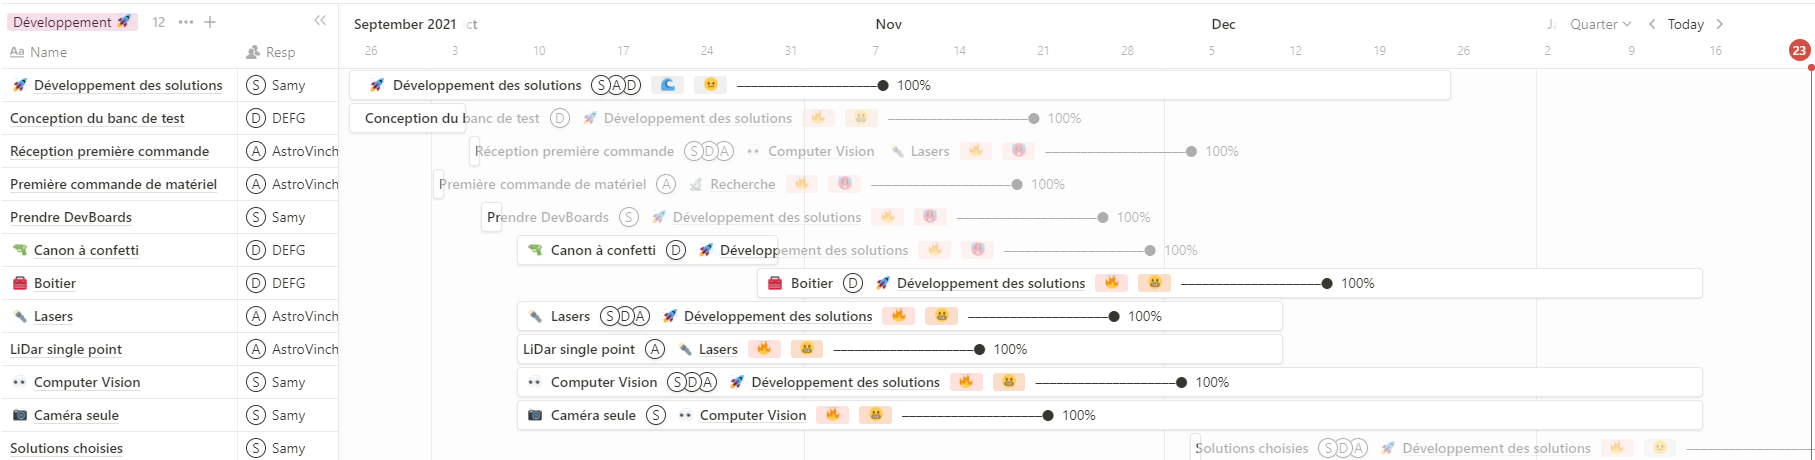 Développement 🚀 12 ••• +
September 2021 ct Nov Dec Ja Quarter Today
Aa Name Resp
26 3 10 17 24 31 7 14 21 28 5 12 19 26 2 9 16 23
🚀 Développement des solutions S Samy 🚀 Développement des solutions S A D 🌊 😐 100%
Conception du banc de test D DEFG Conception du banc de test D 🚀 Développement des solutions 🔥 😬 100%
Réception première commande A AstroVinch Réception première commande S D A 👀 Computer Vision 🔦 Lasers 🔥 🥵 100%
Première commande de matériel A AstroVinch Première commande de matériel A 🔬 Recherche 🔥 🥵 100%
Prendre DevBoards S Samy Prendre DevBoards S 🚀 Développement des solutions 🔥 🥵 100%
🔫 Canon à confetti D DEFG 🔫 Canon à confetti D 🚀 Développement des solutions 🔥 🥵 100%
🧰 Boitier D DEFG 🧰 Boitier D 🚀 Développement des solutions 🔥 😬 100%
🔦 Lasers A AstroVinch 🔦 Lasers S D A 🚀 Développement des solutions 🔥 😬 100%
LiDar single point A AstroVinch LiDar single point A 🔦 Lasers 🔥 😬 100%
👀 Computer Vision S Samy 👀 Computer Vision S D A 🚀 Développement des solutions 🔥 😬 100%
📷 Caméra seule S Samy 📷 Caméra seule S 👀 Computer Vision 🔥 😬 100%
Solutions choisies S Samy Solutions choisies S D A 🚀 Développement des solutions 🔥 😐